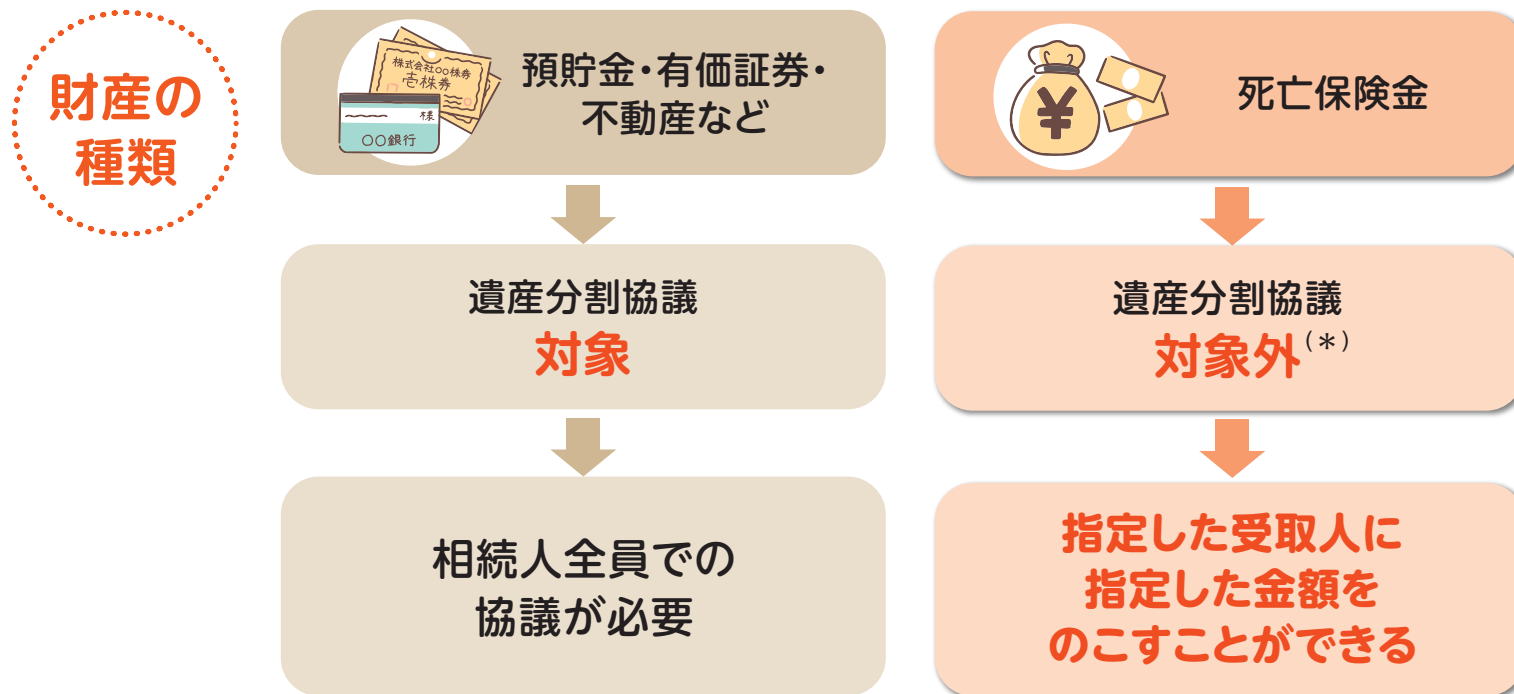 財産の
種類
株式会社〇〇株券
壱株券
様
〇〇銀行
預貯金・有価証券・
不動産など
死亡保険金
遺産分割協議
対象
遺産分割協議
対象外(＊)
相続人全員での
協議が必要
指定した受取人に
指定した金額を
のこすことができる